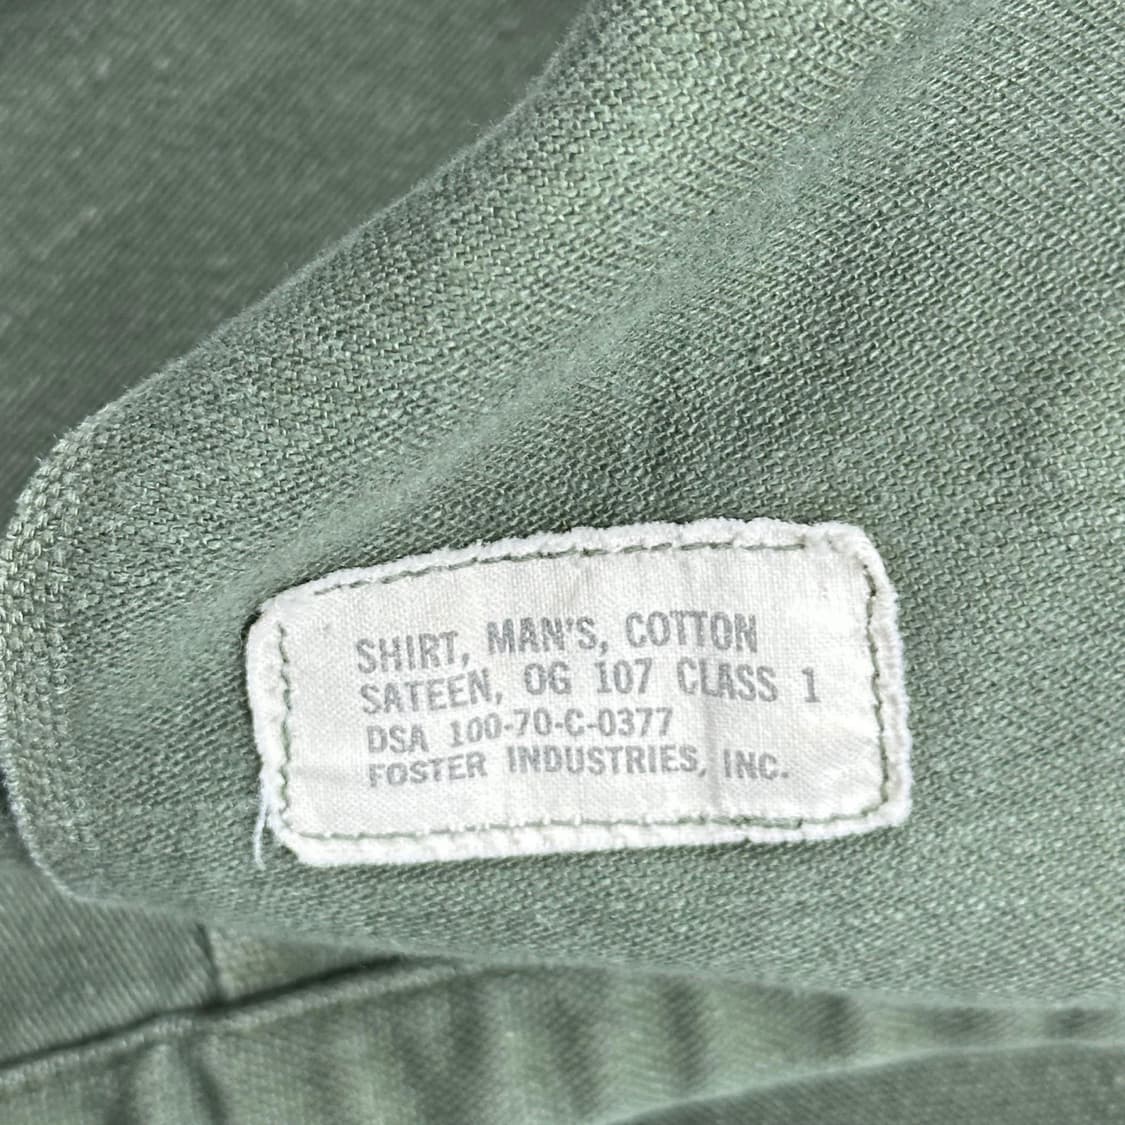 SHIRT, MAN'S, COTTON
SATEEN, OG 107 CLASS 1
DSA 100-70-C-0377
FOSTER INDUSTRIES, INC.